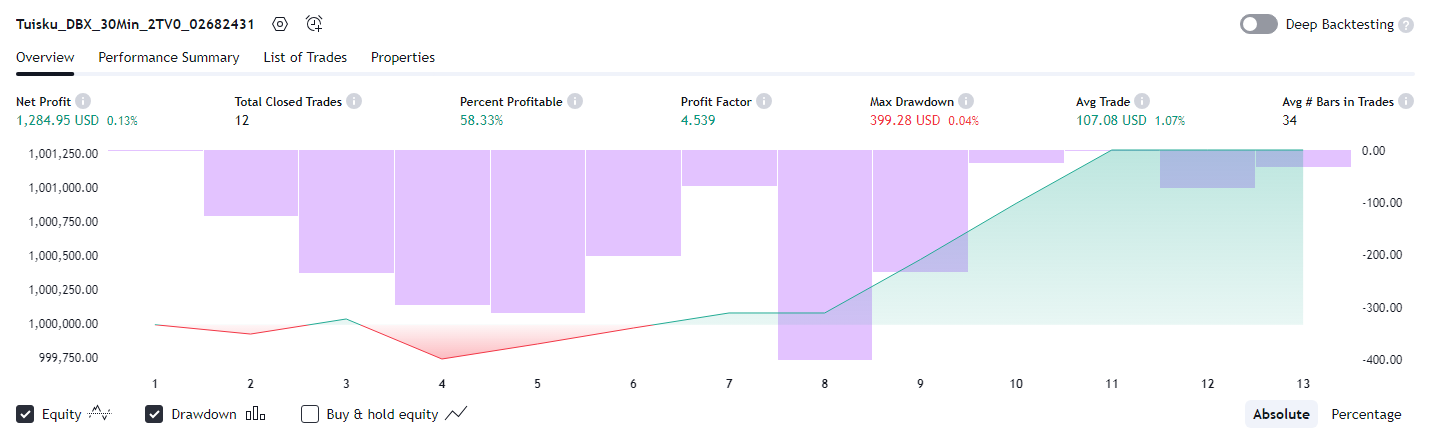 Tuisku_DBX_30Min_2TV0_02682431
Deep Backtesting ?
Overview Performance Summary List of Trades Properties
Net Profit Total Closed Trades Percent Profitable Profit Factor Max Drawdown Avg Trade Avg # Bars in Trades
1,284.95 USD 0.13% 12 58.33% 4.539 399.28 USD 0.04% 107.08 USD 1.07% 34
1,001,250.00 0.00
1,001,000.00 -100.00
1,000,750.00
1,000,500.00 -200.00
1,000,250.00 -300.00
1,000,000.00
999,750.00 -400.00
1 2 3 4 5 6 7 8 9 10 11 12 13
Equity Drawdown Buy & hold equity Absolute Percentage